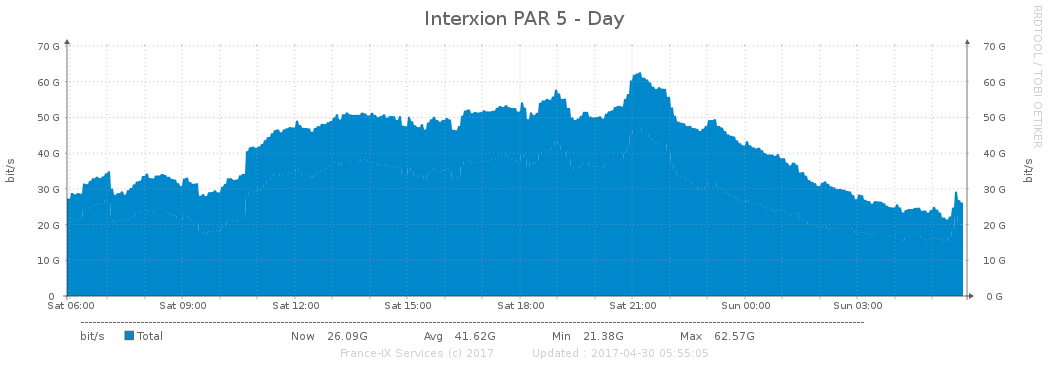 Interxion PAR 5 - Day
RRDTOOL / TOBI OETIKER
bit/s
70 G 70 G
60 G 60 G
50 G 50 G
40 G 40 G
30 G 30 G
20 G 20 G
10 G 10 G
0 0 G
bit/s
Sat 06:00 Sat 09:00 Sat 12:00 Sat 15:00 Sat 18:00 Sat 21:00 Sun 00:00 Sun 03:00
bit/s Total Now 26.09G Avg 41.62G Min 21.38G Max 62.57G
France-IX Services (c) 2017 Updated : 2017-04-30 05:55:05